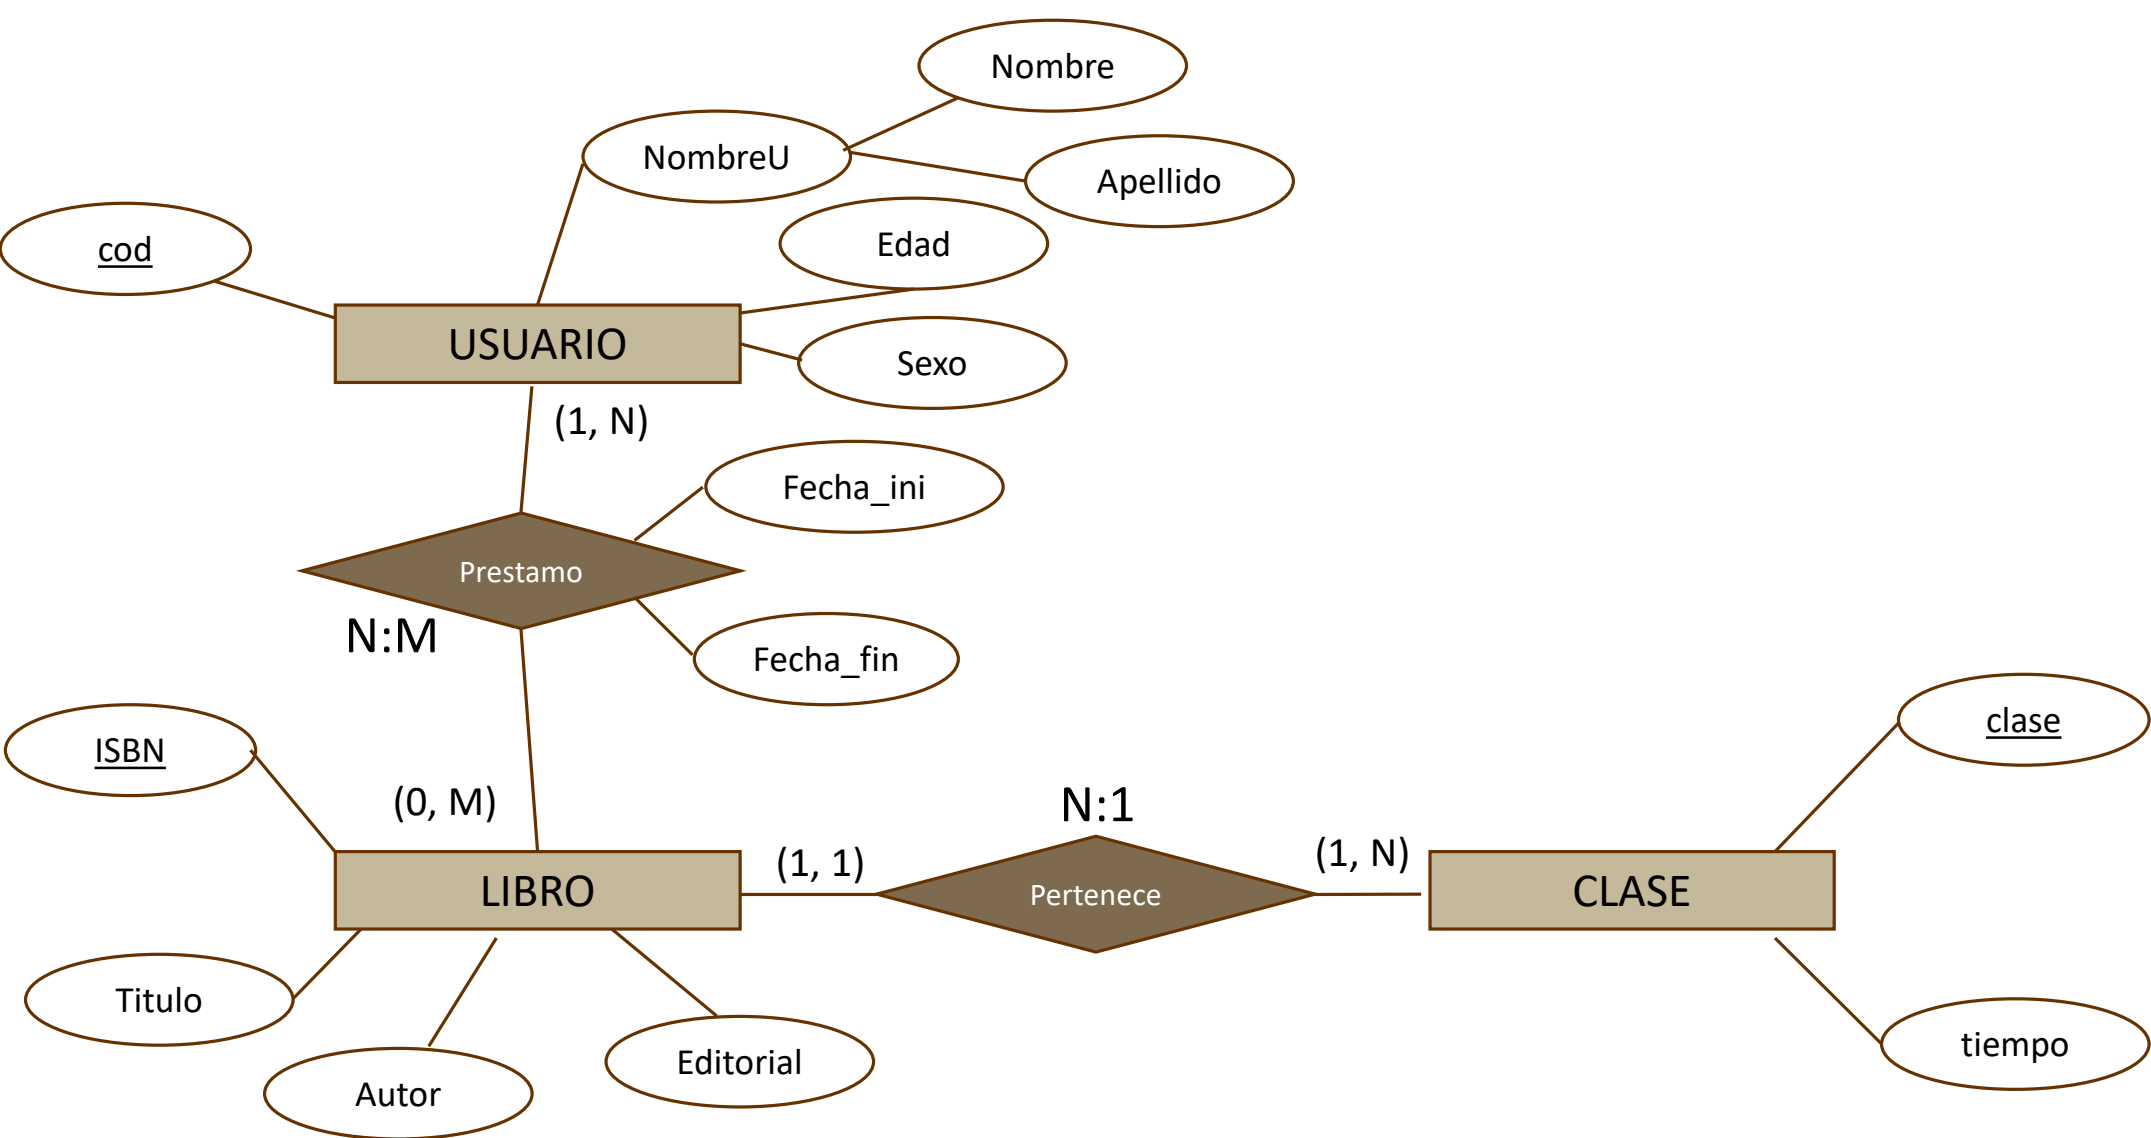 Nombre
NombreU
Apellido
Edad
cod
USUARIO
Sexo
(1, N)
Fecha_ini
Prestamo
N:M
Fecha_fin
clase
ISBN
(0, M)
N:1
(1, 1)
(1, N)
LIBRO
Pertenece
CLASE
Titulo
Autor
Editorial
tiempo